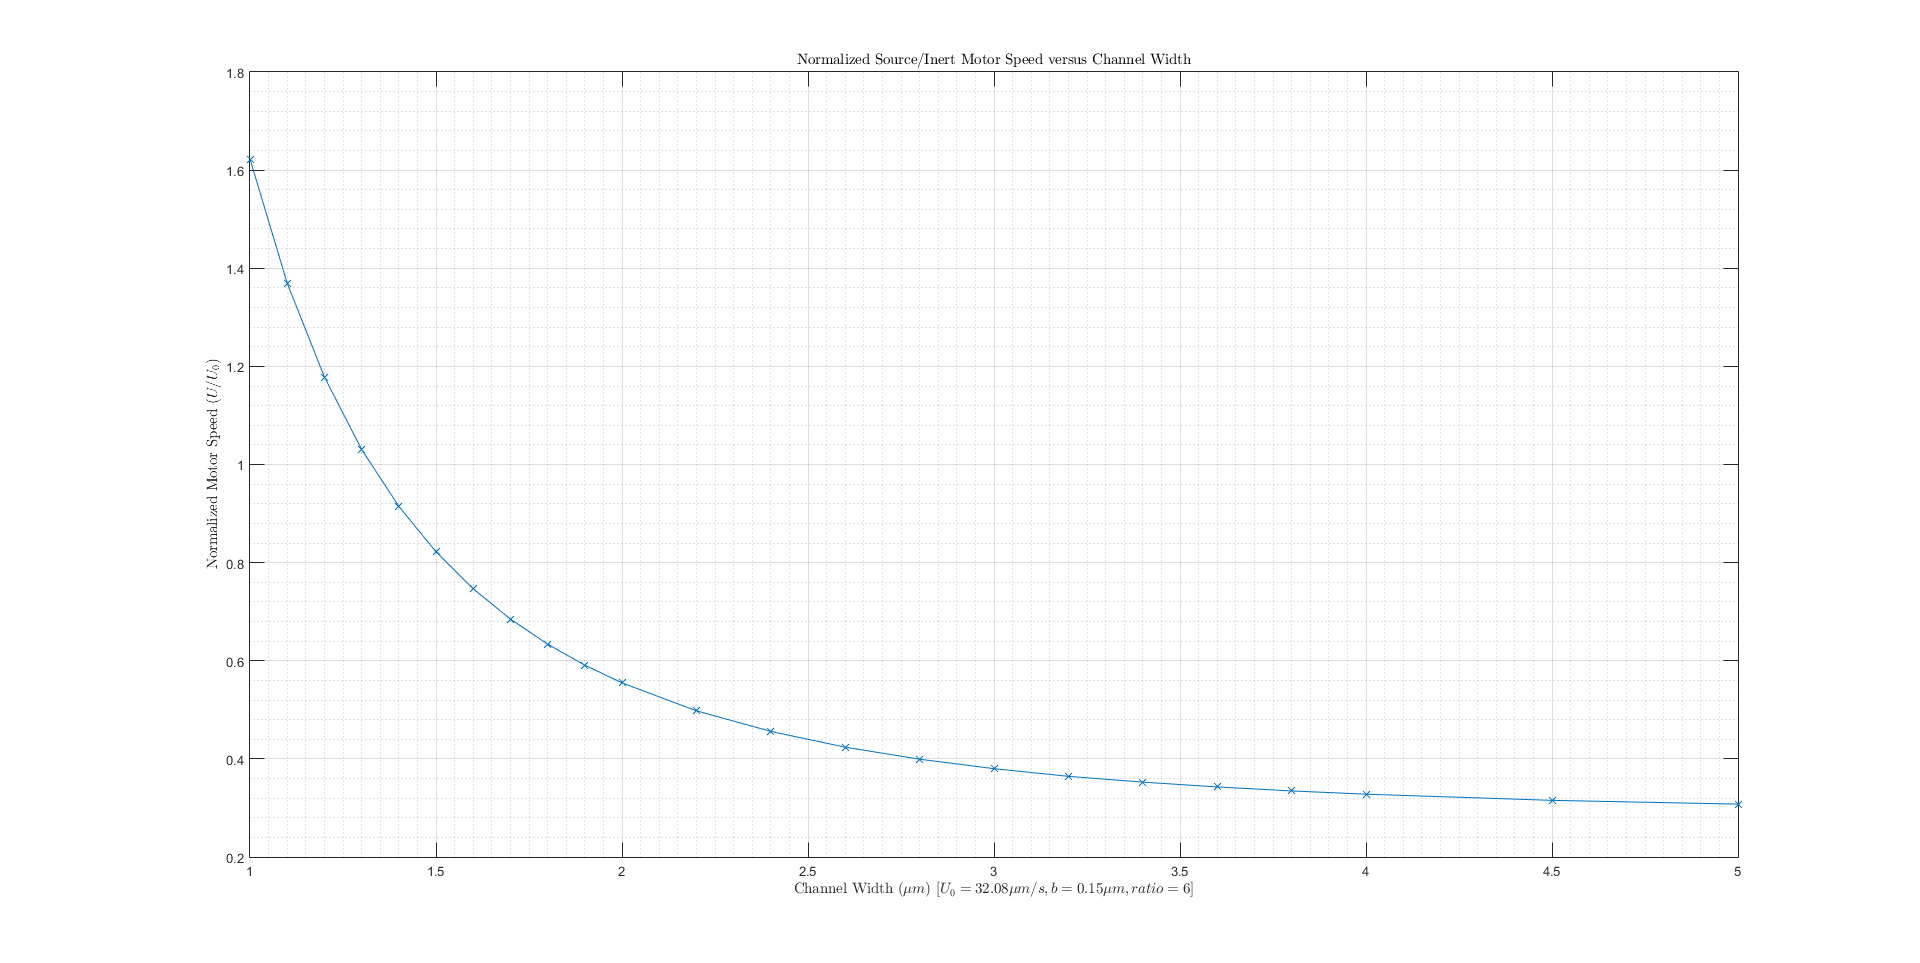 Normalized Source/Inert Motor Speed versus Channel Width
1.8
1.6
1.4
1.2
1
0.8
0.6
0.4
0.2
Normalized Motor Speed (U/U₀)
1 1.5 2 2.5 3 3.5 4 4.5 5
Channel Width (μm) [U₀ = 32.08μm/s, b = 0.15μm, ratio = 6]